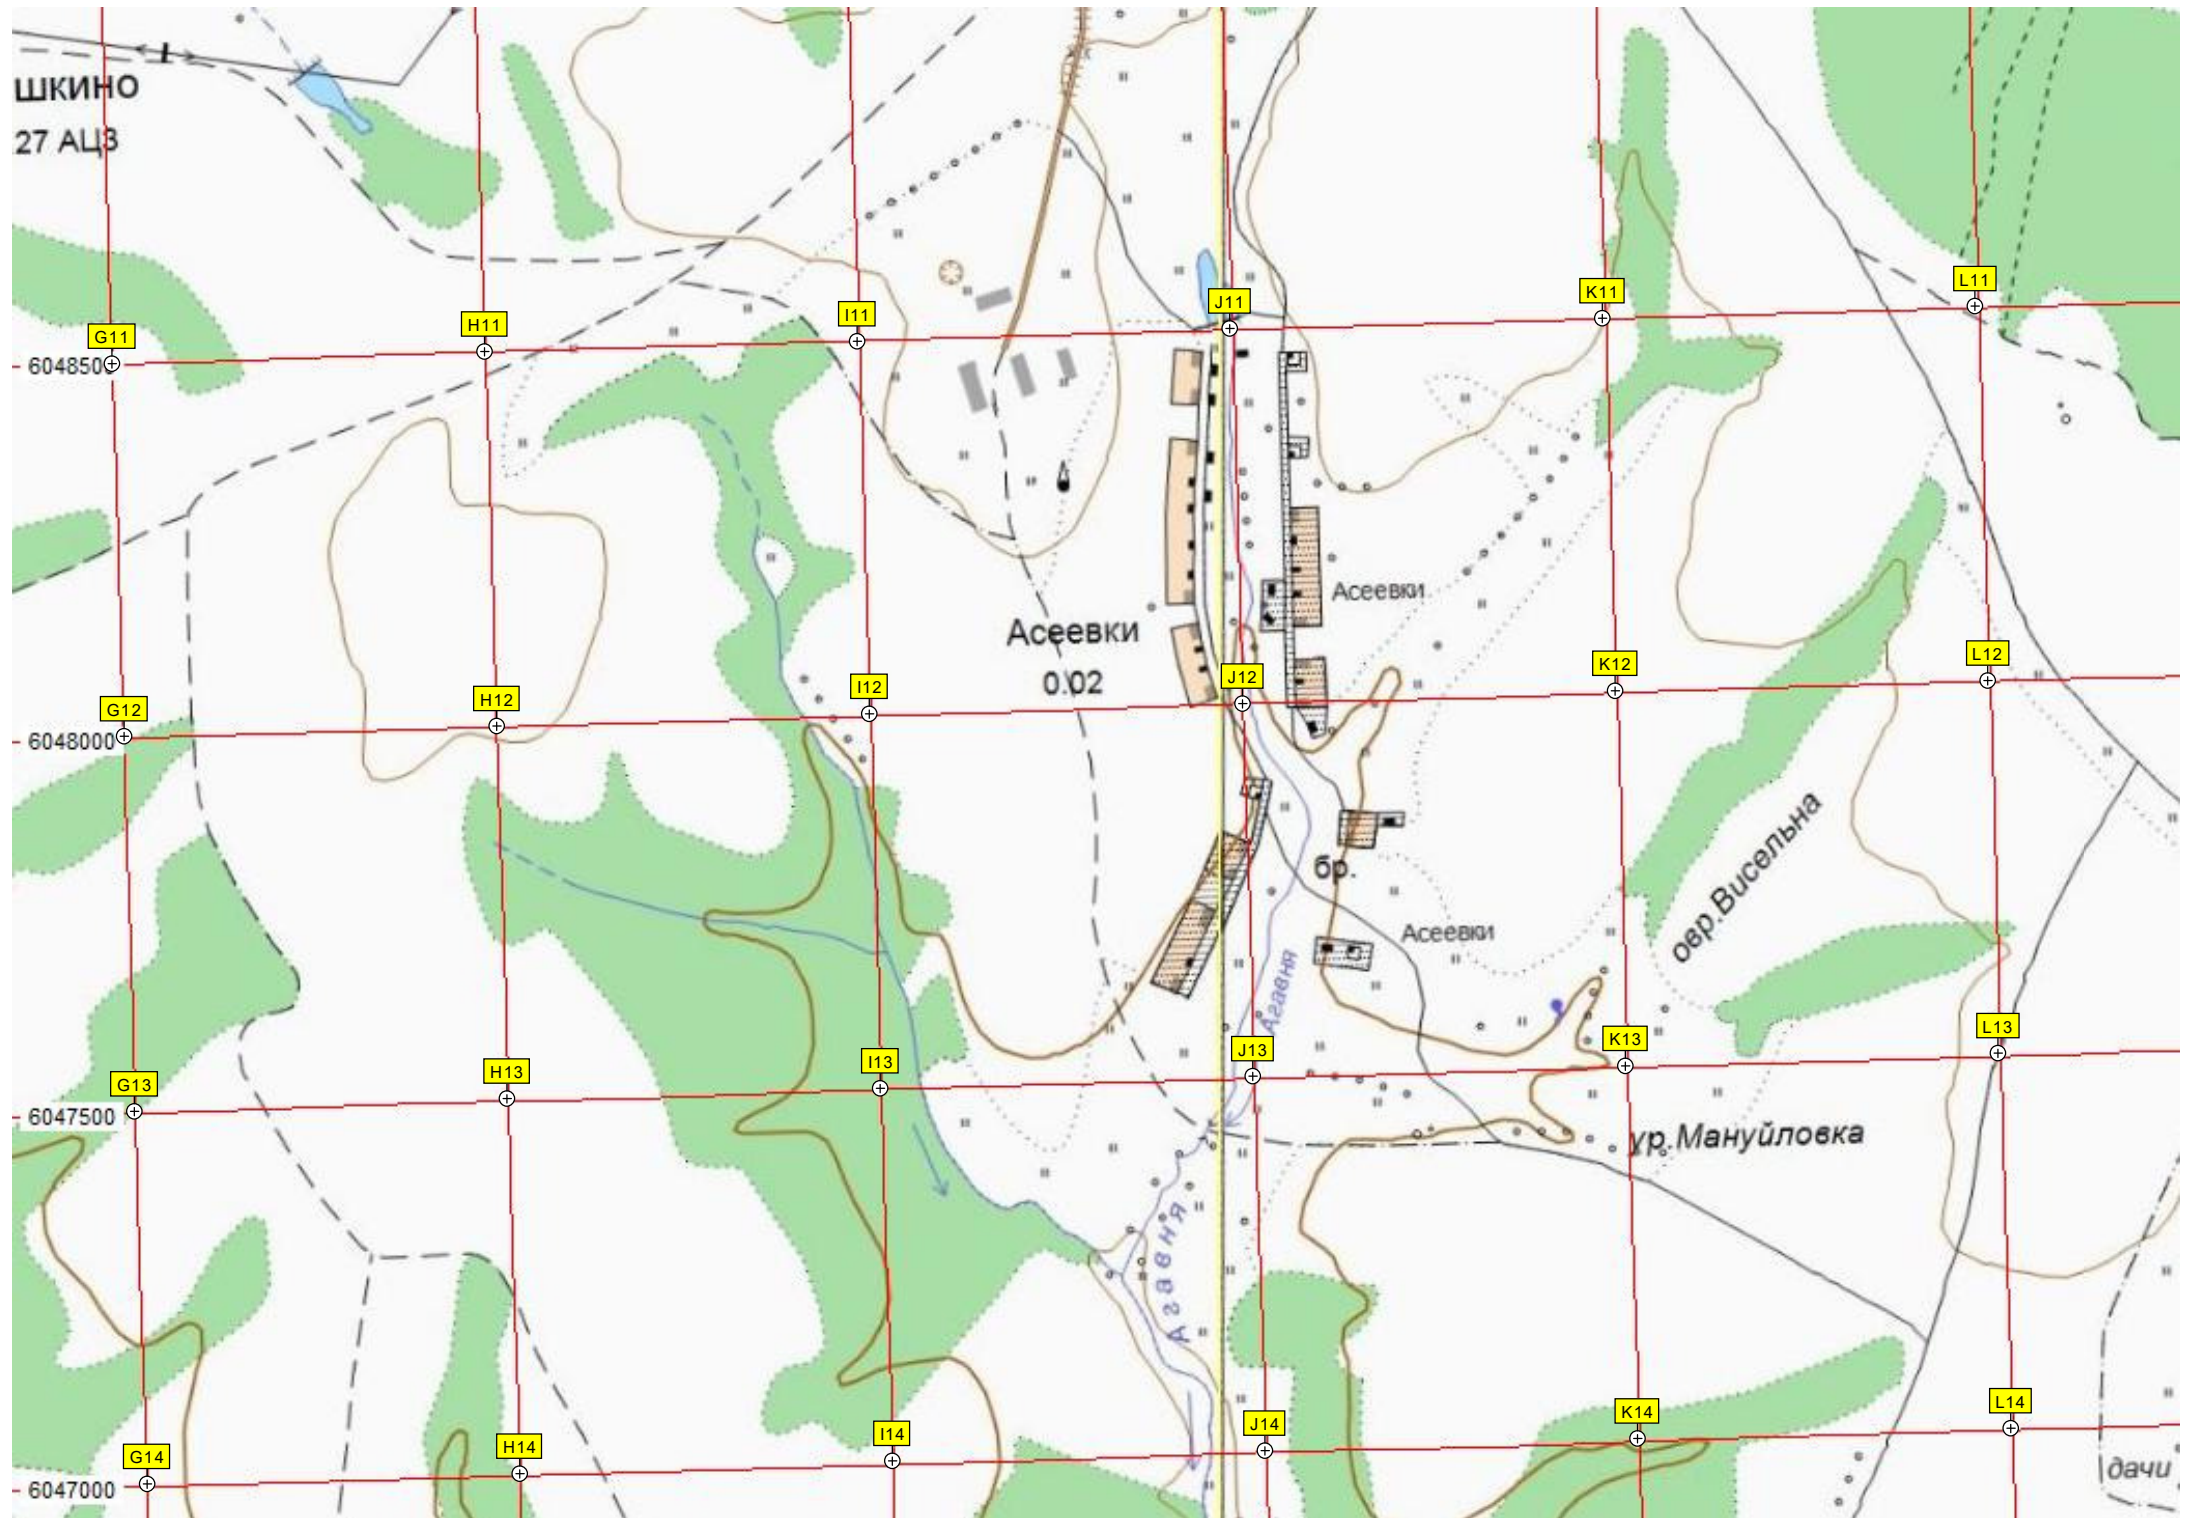 ШКИНО
27 АЦЗ
G11
H11
I11
J11
K11
L11
6048500
Асеевки
Асеевки
0.02
G12
H12
I12
J12
K12
L12
6048000
овр.Висельна
бр.
Асеевки
Агавня
G13
H13
I13
J13
K13
L13
6047500
ур.Мануйловка
Агавня
G14
H14
I14
J14
K14
L14
6047000
дачи